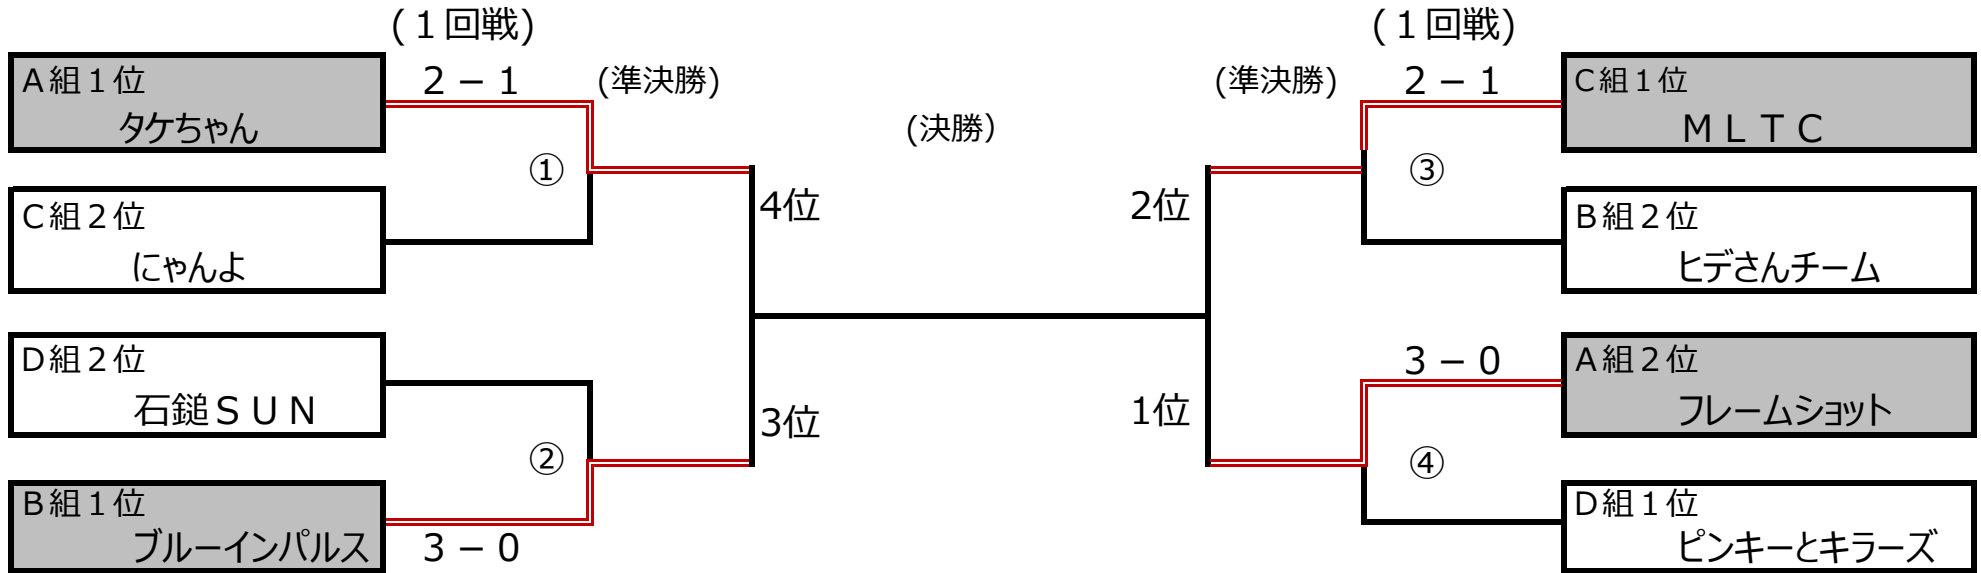 (１回戦)
(１回戦)
Ａ組１位
２－１
(準決勝)
(準決勝)
２－１
Ｃ組１位
タケちゃん
(決勝)
ＭＬＴＣ
①
③
Ｃ組２位
4位
2位
Ｂ組２位
にゃんよ
ヒデさんチーム
Ｄ組２位
３－０
Ａ組２位
石鎚ＳＵＮ
3位
1位
フレームショット
②
④
Ｂ組１位
Ｄ組１位
ブルーインパルス
３－０
ピンキーとキラーズ